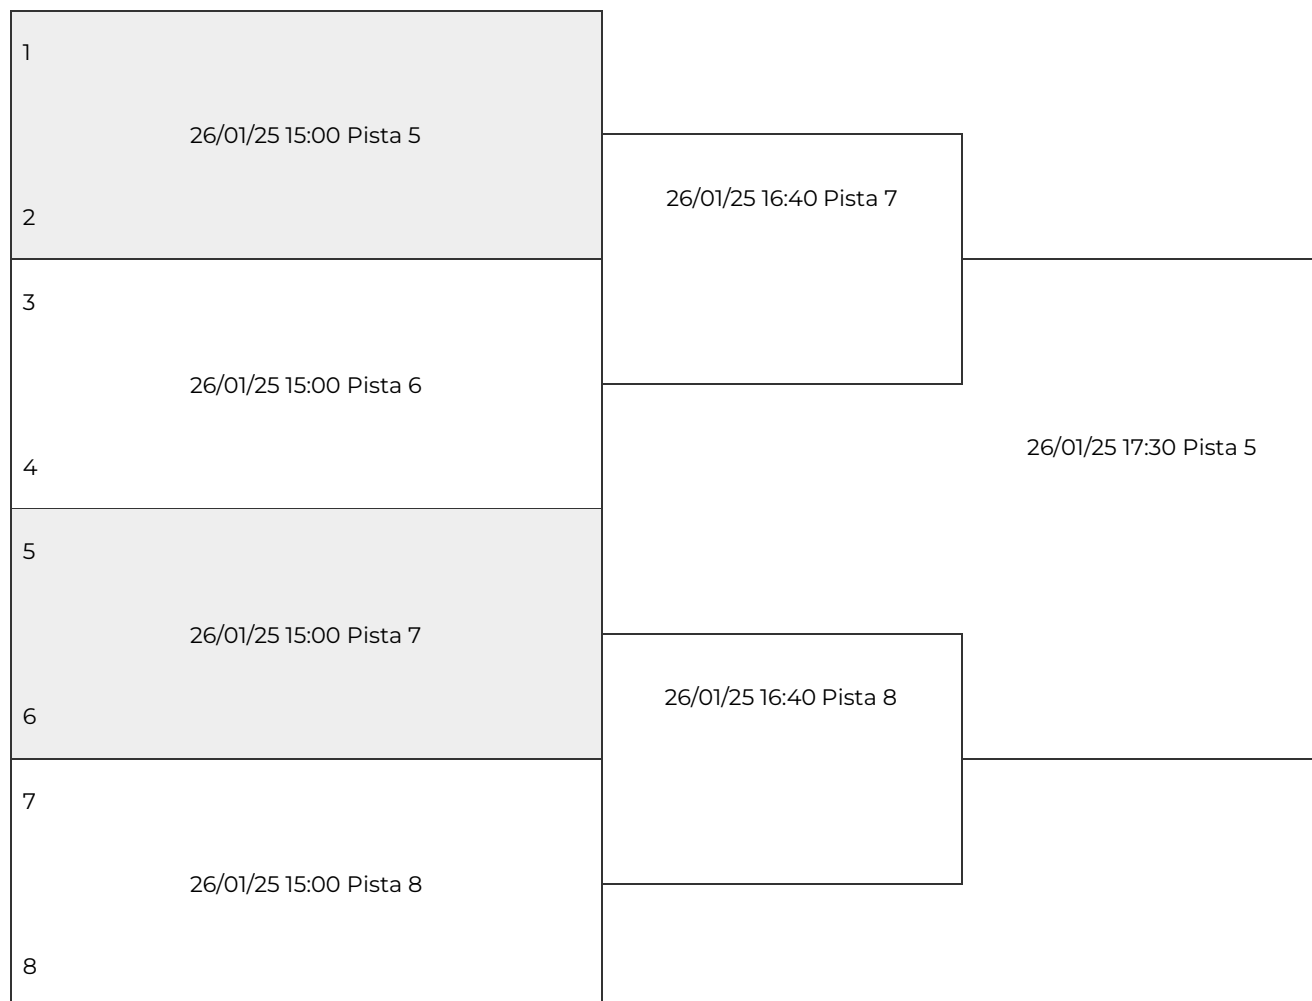 1
26/01/25 15:00 Pista 5
2
3
26/01/25 15:00 Pista 6
4
5
26/01/25 15:00 Pista 7
6
7
26/01/25 15:00 Pista 8
8
26/01/25 16:40 Pista 7
26/01/25 16:40 Pista 8
26/01/25 17:30 Pista 5